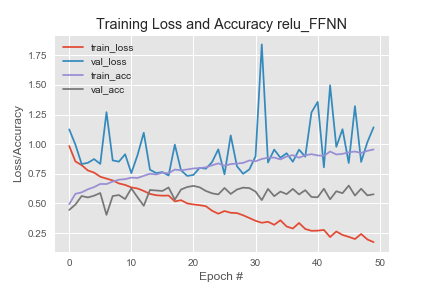 Training Loss and Accuracy relu_FFNN
train_loss
val_loss
train_acc
val_acc
1.75
1.50
1.25
1.00
0.75
0.50
0.25
Loss/Accuracy
0 10 20 30 40 50
Epoch #